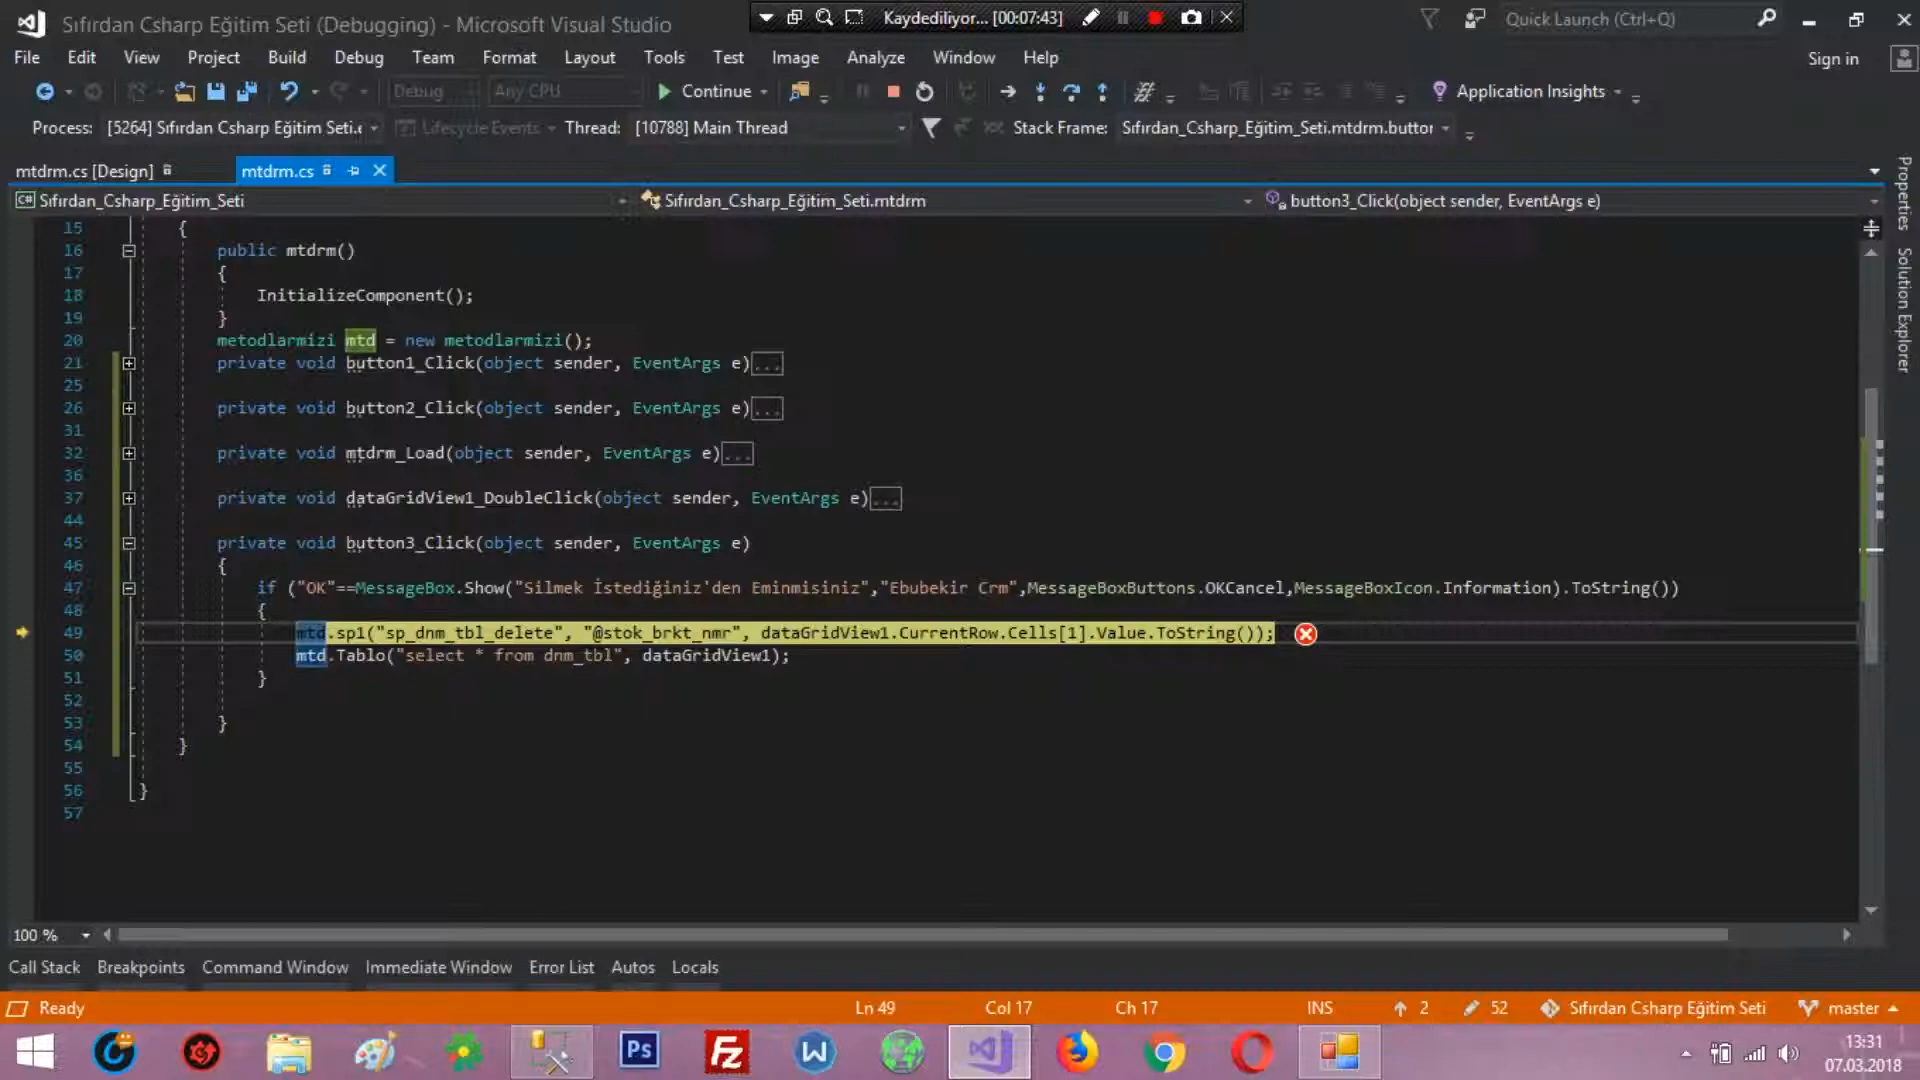 Sıfırdan Csharp Eğitim Seti (Debugging) - Microsoft Visual Studio
Kaydediliyor... [00:07:43]
Quick Launch (Ctrl+Q)
File Edit View Project Build Debug Team Format Layout Tools Test Image Analyze Window Help
Sign in
Debug Any CPU Continue Application Insights
Process: [5264] Sıfırdan Csharp Eğitim Seti.e Lifecycle Events Thread: [10788] Main Thread Stack Frame: Sıfırdan_Csharp_Eğitim_Seti.mtdrm.buttor
mtdrm.cs [Design] mtdrm.cs
C# Sıfırdan_Csharp_Eğitim_Seti Sıfırdan_Csharp_Eğitim_Seti.mtdrm button3_Click(object sender, EventArgs e)
Properties
Solution Explorer
15 {
16 public mtdrm()
17 {
18 InitializeComponent();
19 }
20 metodlarmizi mtd = new metodlarmizi();
21 private void button1_Click(object sender, EventArgs e)...
25
26 private void button2_Click(object sender, EventArgs e)...
31
32 private void mtdrm_Load(object sender, EventArgs e)...
36
37 private void dataGridView1_DoubleClick(object sender, EventArgs e)...
44
45 private void button3_Click(object sender, EventArgs e)
46 {
47 if ("OK"==MessageBox.Show("Silmek İstediğiniz'den Eminmisiniz","Ebubekir Crm",MessageBoxButtons.OKCancel,MessageBoxIcon.Information).ToString())
48 {
49 mtd.sp1("sp_dnm_tbl_delete", "@stok_brkt_nmr", dataGridView1.CurrentRow.Cells[1].Value.ToString());
50 mtd.Tablo("select * from dnm_tbl", dataGridView1);
51 }
52
53 }
54 }
55
56 }
57
100 %
Call Stack Breakpoints Command Window Immediate Window Error List Autos Locals
Ready Ln 49 Col 17 Ch 17 INS 2 52 Sıfırdan Csharp Eğitim Seti master
Ps Fz W
13:31
07.03.2018